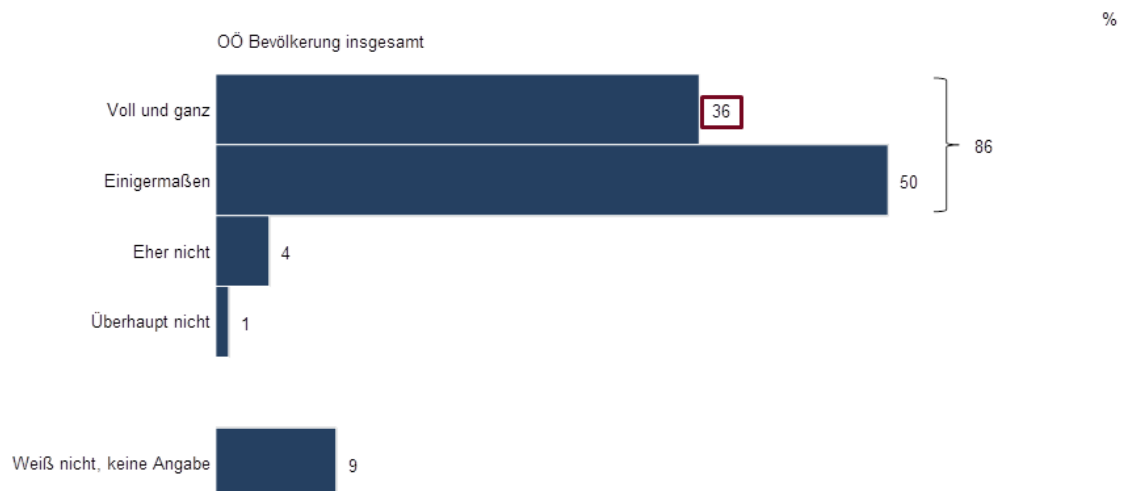 %
OÖ Bevölkerung insgesamt
Voll und ganz 36
86
Einigermaßen 50
Eher nicht 4
Überhaupt nicht 1
Weiß nicht, keine Angabe 9